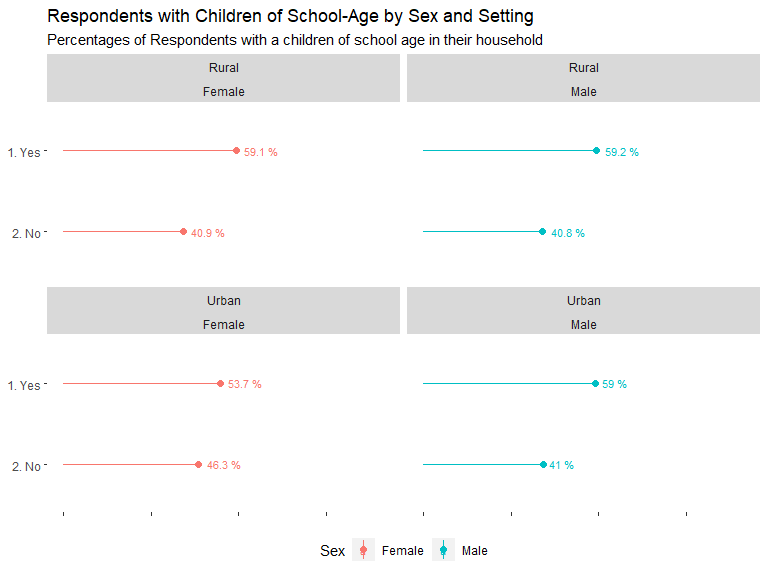 Respondents with Children of School-Age by Sex and Setting
Percentages of Respondents with a children of school age in their household
Rural
Female
Rural
Male
1. Yes
59.1 %
59.2 %
2. No
40.9 %
40.8 %
Urban
Female
Urban
Male
1. Yes
53.7 %
59 %
2. No
46.3 %
41 %
Sex Female Male